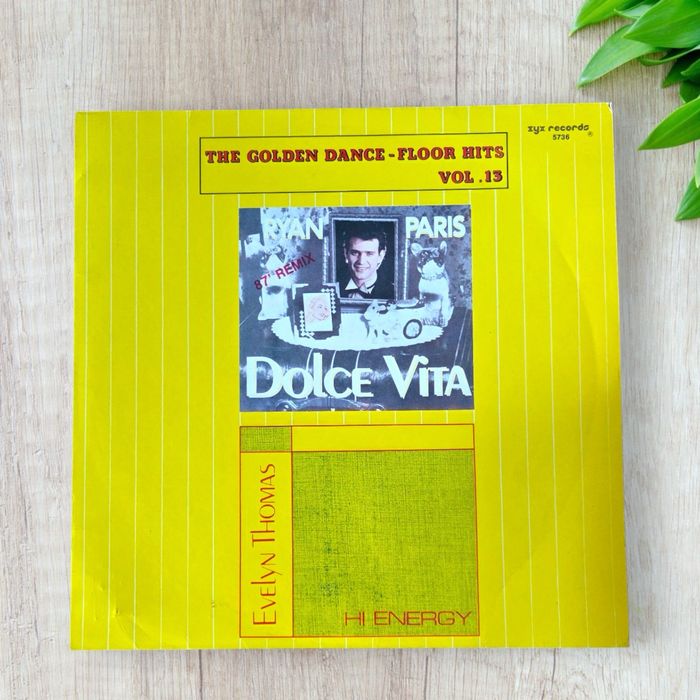 zyx records®
5736
THE GOLDEN DANCE-FLOOR HITS
VOL.13
RYAN PARIS
87' REMIX
DOLCE VITA
EVELYN THOMAS
HI ENERGY